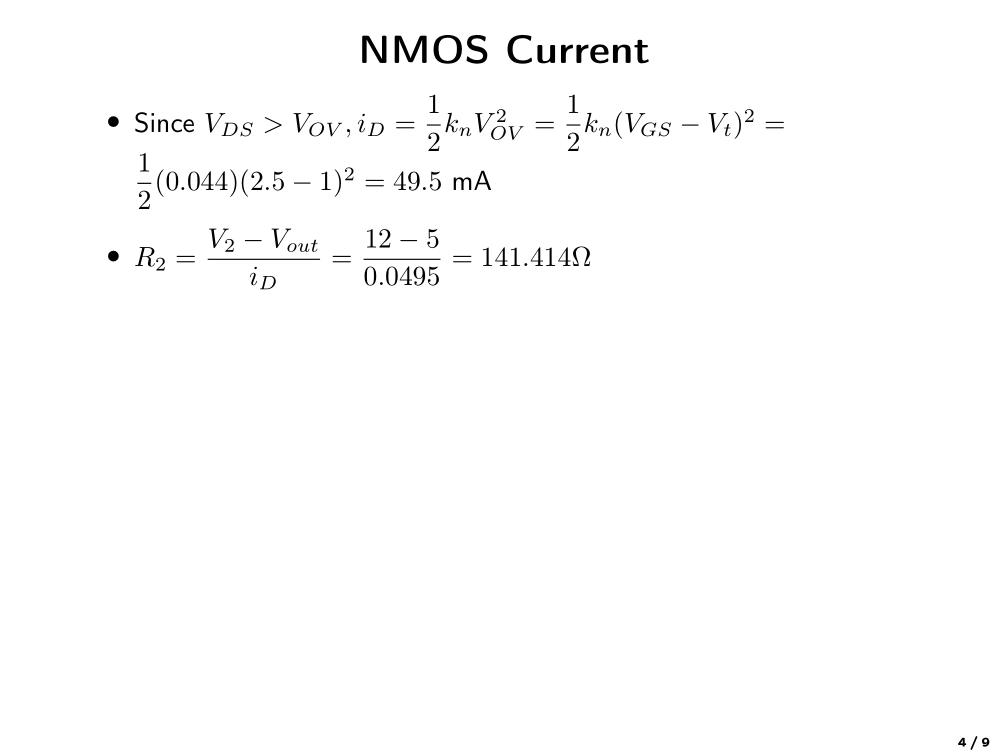 NMOS Current
• Since $V_{DS} > V_{OV}, i_D = \frac{1}{2}k_n V_{OV}^2 = \frac{1}{2}k_n(V_{GS} - V_t)^2 =$
$\frac{1}{2}(0.044)(2.5 - 1)^2 = 49.5$ mA
• $R_2 = \frac{V_2 - V_{out}}{i_D} = \frac{12 - 5}{0.0495} = 141.414\Omega$
4 / 9